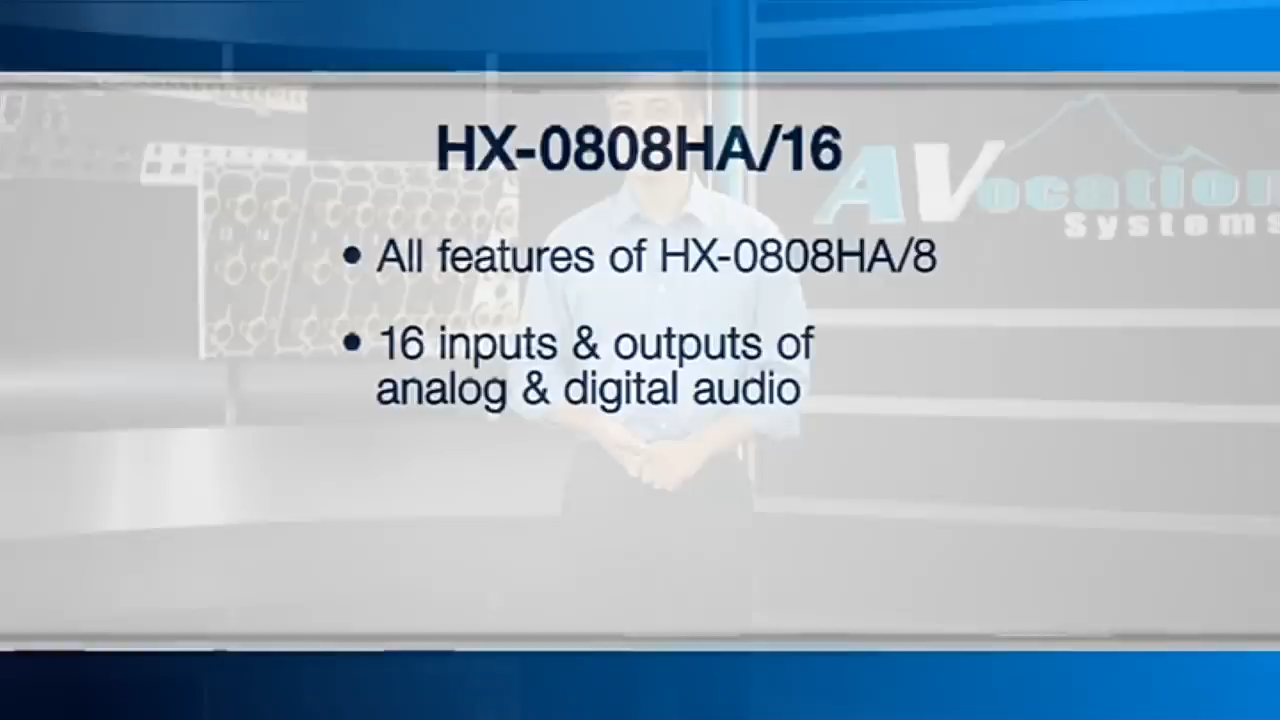 HX-0808HA/16
AVocation
Systems
• All features of HX-0808HA/8
• 16 inputs & outputs of
analog & digital audio